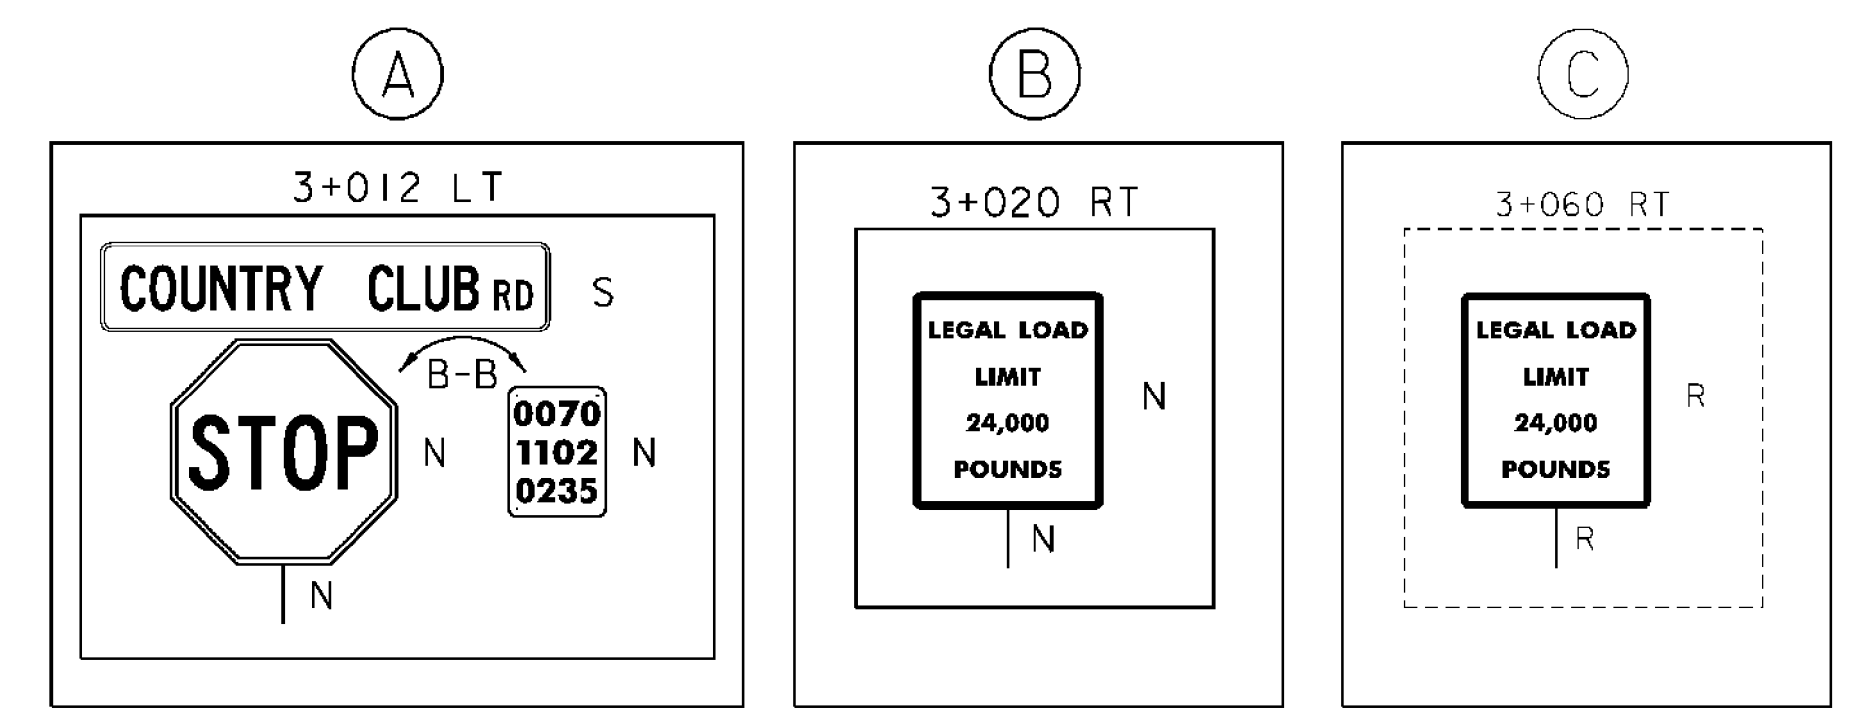 A
3+012 LT
COUNTRY CLUB RD S
B-B
STOP N
0070
1102
0235
N
N
B
3+020 RT
LEGAL LOAD
LIMIT
24,000
POUNDS
N
N
C
3+060 RT
LEGAL LOAD
LIMIT
24,000
POUNDS
R
R